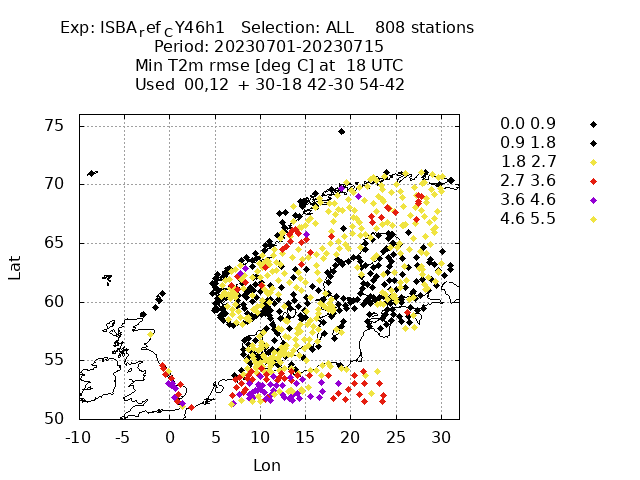 Exp: ISBArefCY46h1 Selection: ALL 808 stations
Period: 20230701-20230715
Min T2m rmse [deg C] at 18 UTC
Used 00,12 + 30-18 42-30 54-42
0.0 0.9
0.9 1.8
1.8 2.7
2.7 3.6
3.6 4.6
4.6 5.5
75
70
65
60
55
50
Lat
-10 -5 0 5 10 15 20 25 30
Lon